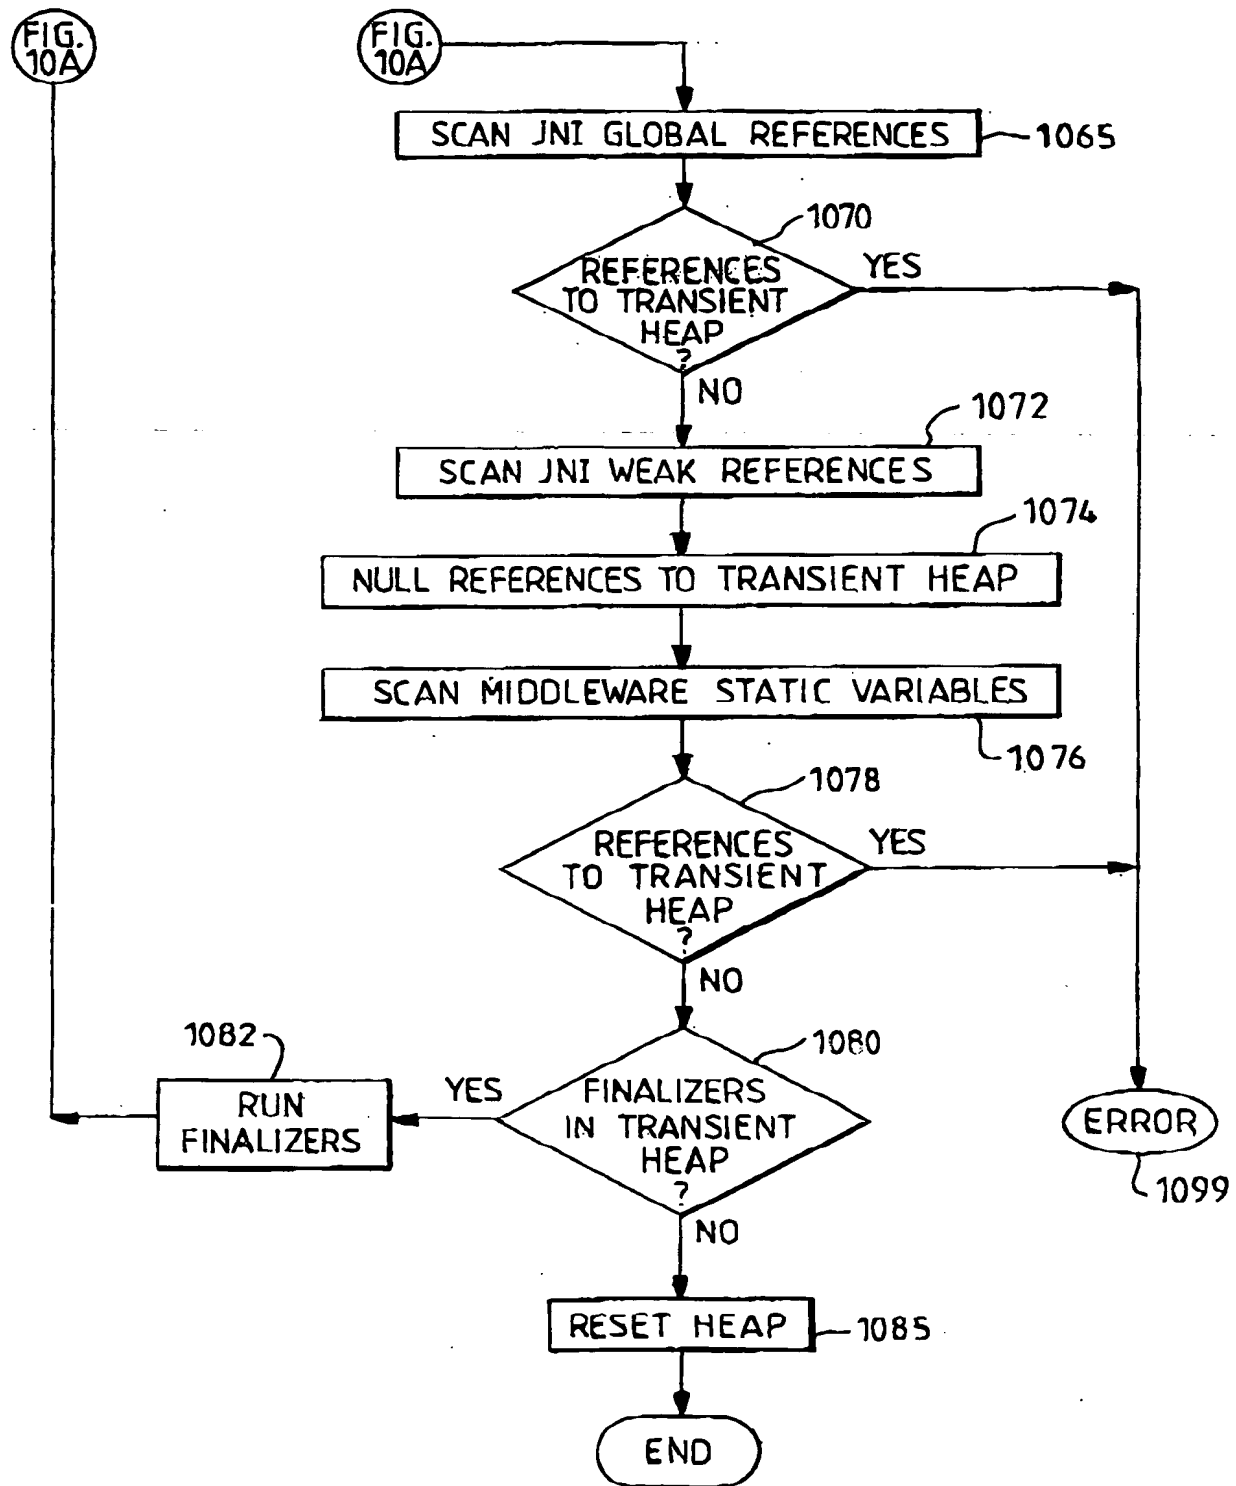 FIG.
10A
FIG.
10A
SCAN JNI GLOBAL REFERENCES
1065
1070
REFERENCES
TO TRANSIENT
HEAP
?
YES
NO
1072
SCAN JNI WEAK REFERENCES
1074
NULL REFERENCES TO TRANSIENT HEAP
SCAN MIDDLEWARE STATIC VARIABLES
1076
1078
REFERENCES
TO TRANSIENT
HEAP
?
YES
NO
1082
1080
RUN
FINALIZERS
YES
FINALIZERS
IN TRANSIENT
HEAP
?
ERROR
1099
NO
RESET HEAP
1085
END